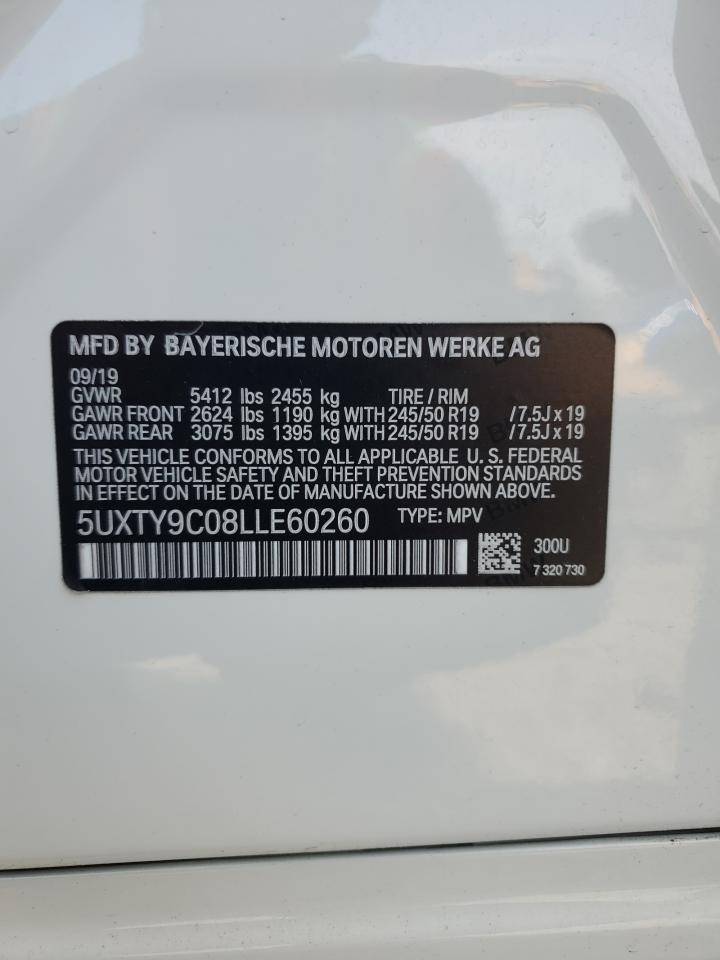 MFD BY BAYERISCHE MOTOREN WERKE AG
09/19
GVWR 5412 lbs 2455 kg TIRE / RIM
GAWR FRONT 2624 lbs 1190 kg WITH 245/50 R19 /7.5J x 19
GAWR REAR 3075 lbs 1395 kg WITH 245/50 R19 /7.5J x 19
THIS VEHICLE CONFORMS TO ALL APPLICABLE U. S. FEDERAL
MOTOR VEHICLE SAFETY AND THEFT PREVENTION STANDARDS
IN EFFECT ON THE DATE OF MANUFACTURE SHOWN ABOVE.
5UXTY9C08LLE60260 TYPE: MPV
300U
7 320 730